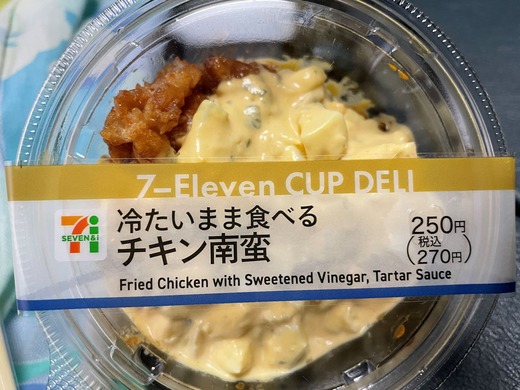 7-Eleven CUP DELI
7
SEVEN&i
冷たいまま食べる
チキン南蛮
250円
(税込
270円)
Fried Chicken with Sweetened Vinegar, Tartar Sauce